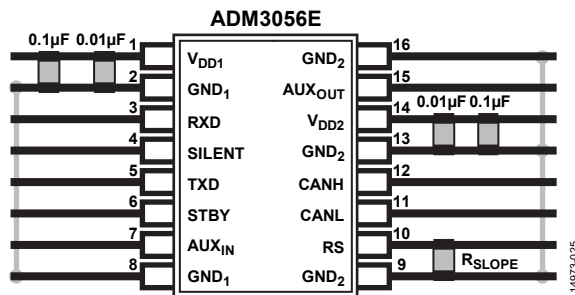 ADM3056E
0.1µF 0.01µF
1 VDD1
2 GND1
3 RXD
4 SILENT
5 TXD
6 STBY
7 AUXIN
8 GND1
16 GND2
15 AUXOUT
14 VDD2
0.01µF 0.1µF
13 GND2
12 CANH
11 CANL
10 RS
RSLOPE
9 GND2
14973-025